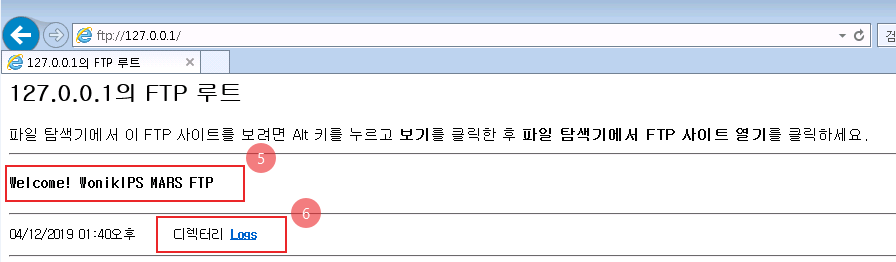 ftp://127.0.0.1/
검
127.0.0.1의 FTP 루트
127.0.0.1의 FTP 루트
파일 탐색기에서 이 FTP 사이트를 보려면 Alt 키를 누르고 보기를 클릭한 후 파일 탐색기에서 FTP 사이트 열기를 클릭하세요.
5
Welcome! WonikIPS MARS FTP
6
04/12/2019 01:40오후 디렉터리 Logs